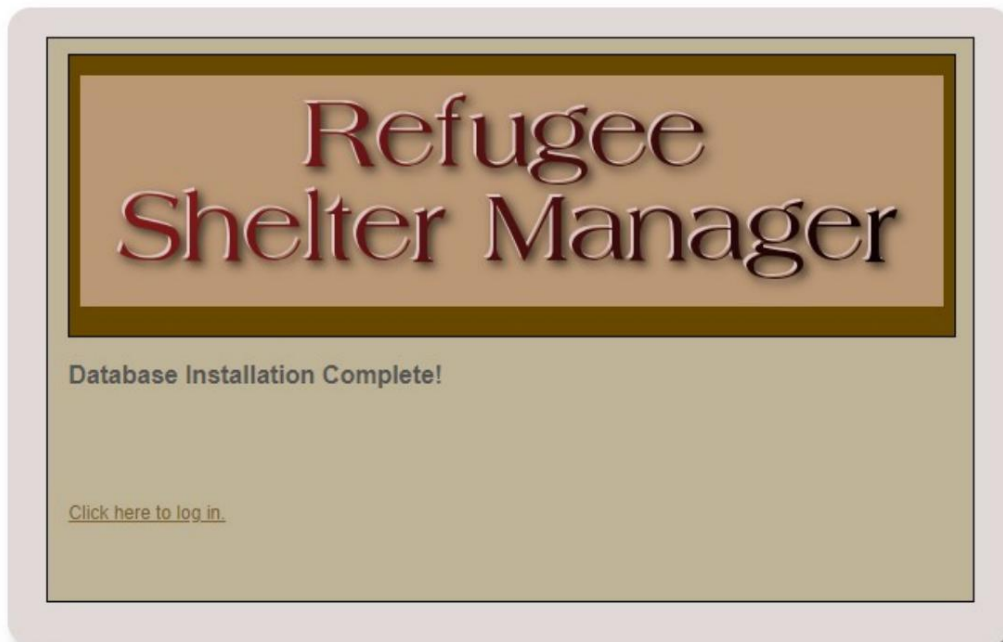 Refugee
Shelter Manager
Database Installation Complete!
Click here to log in.